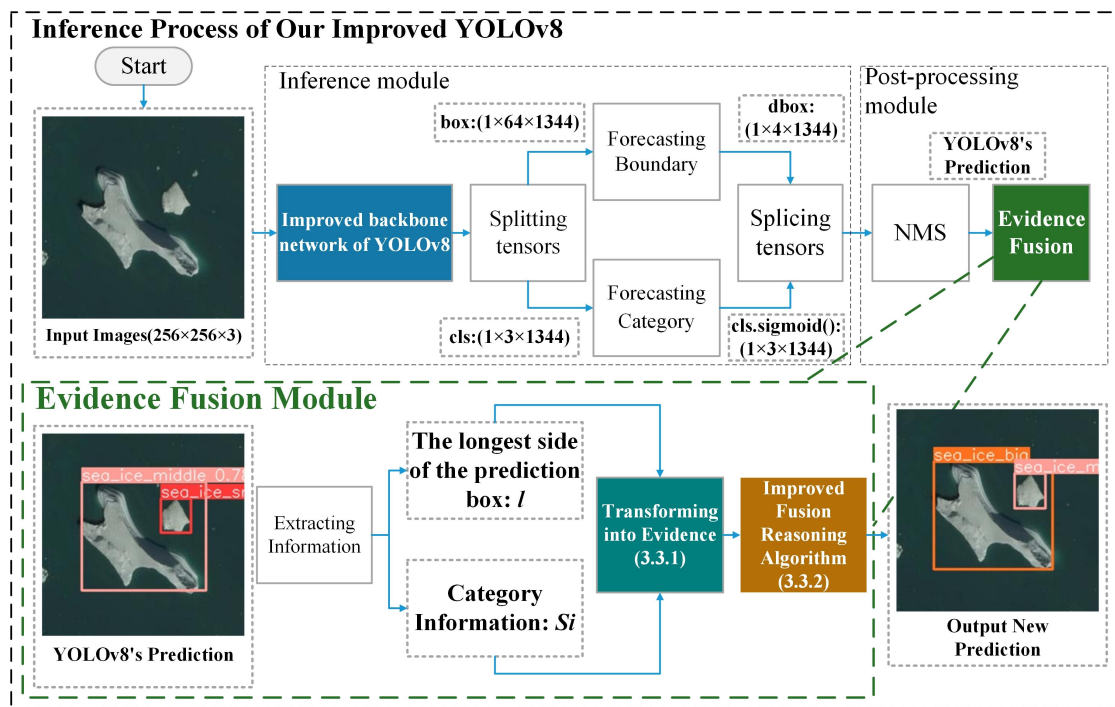 Inference Process of Our Improved YOLOv8
Start
Input Images(256×256×3)
Inference module
Improved backbone
network of YOLOv8
Splitting
tensors
box:(1×64×1344)
cls:(1×3×1344)
Forecasting
Boundary
Forecasting
Category
dbox:
(1×4×1344)
cls.sigmoid():
(1×3×1344)
Splicing
tensors
Post-processing
module
NMS
YOLOv8's
Prediction
Evidence
Fusion
Evidence Fusion Module
sea_ice_middle 0.7
sea_ice_sm
YOLOv8's Prediction
Extracting
Information
The longest side
of the prediction
box: l
Category
Information: Si
Transforming
into Evidence
(3.3.1)
Improved
Fusion
Reasoning
Algorithm
(3.3.2)
sea_ice_big
sea_ice_m
Output New
Prediction